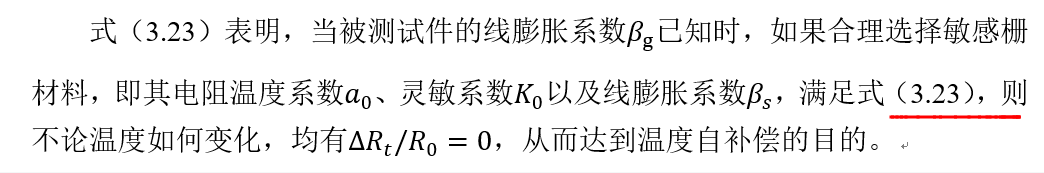 式（3.23）表明，当被测试件的线膨胀系数βg已知时，如果合理选择敏感栅
材料，即其电阻温度系数a0、灵敏系数K0以及线膨胀系数βs，满足式（3.23），则
不论温度如何变化，均有ΔRt/R0 = 0，从而达到温度自补偿的目的。